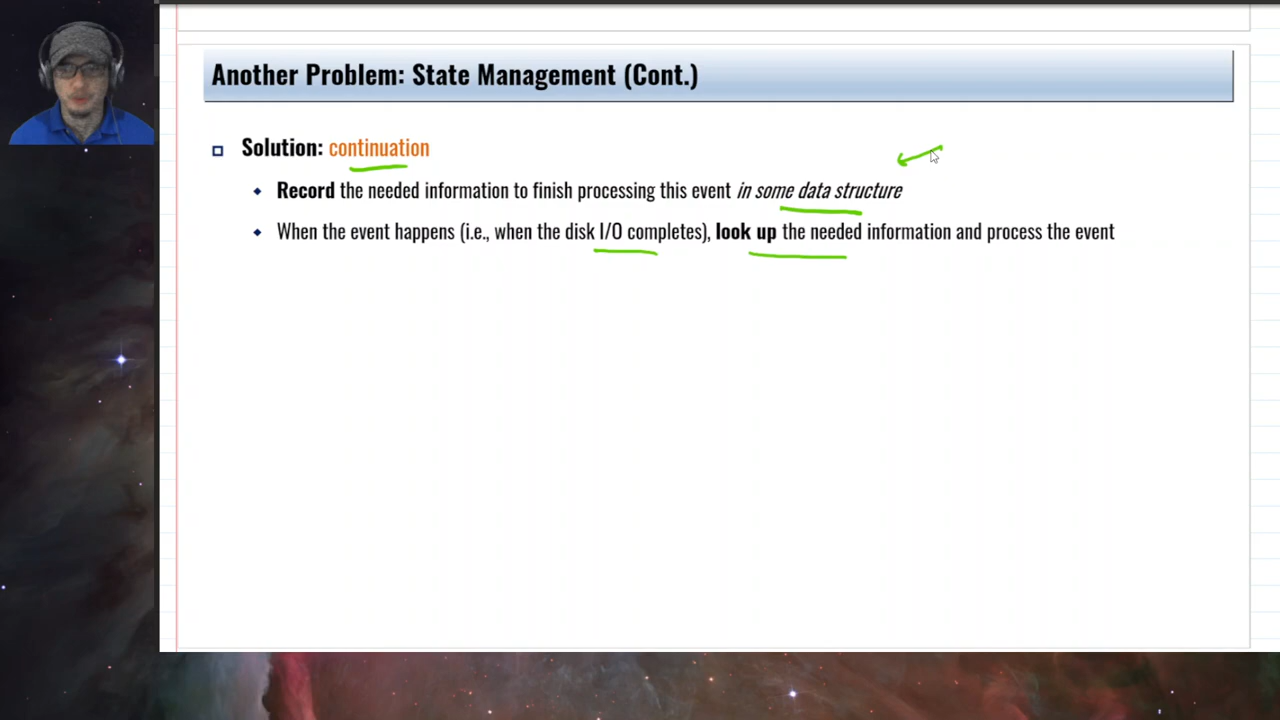 Another Problem: State Management (Cont.)
Solution: continuation
Record the needed information to finish processing this event in some data structure
When the event happens (i.e., when the disk I/O completes), look up the needed information and process the event